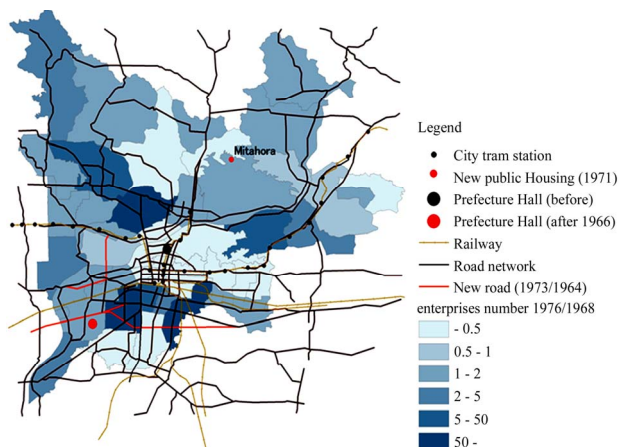 Mitahora
Legend
City tram station
New public Housing (1971)
Prefecture Hall (before)
Prefecture Hall (after 1966)
Railway
Road network
New road (1973/1964)
enterprises number 1976/1968
- 0.5
0.5 - 1
1 - 2
2 - 5
5 - 50
50 -